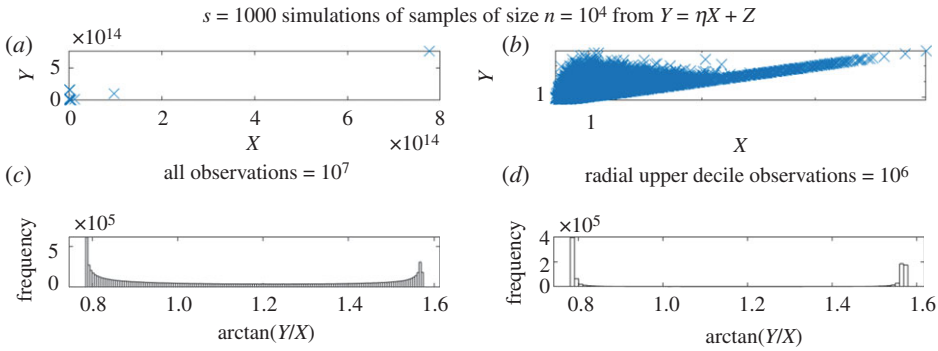 s = 1000 simulations of samples of size n = 10⁴ from Y = ηX + Z
(a)
×10¹⁴
5
0
Y
0
2
4
6
8
X
×10¹⁴
(b)
Y
1
1
X
(c)
all observations = 10⁷
×10⁵
5
0
frequency
0.8
1.0
1.2
1.4
1.6
arctan(Y/X)
(d)
radial upper decile observations = 10⁶
×10⁵
4
2
0
frequency
0.8
1.0
1.2
1.4
1.6
arctan(Y/X)